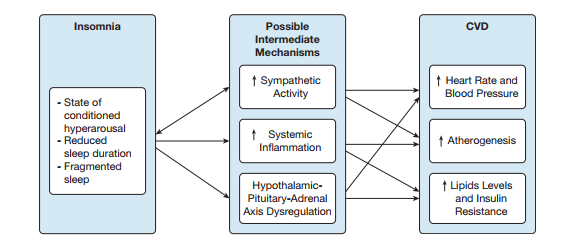 Insomnia
- State of
conditioned
hyperarousal
- Reduced
sleep duration
- Fragmented
sleep
Possible
Intermediate
Mechanisms
↑ Sympathetic
Activity
↑ Systemic
Inflammation
Hypothalamic-
Pituitary-Adrenal
Axis Dysregulation
CVD
↑ Heart Rate and
Blood Pressure
↑ Atherogenesis
↑ Lipids Levels
and Insulin
Resistance